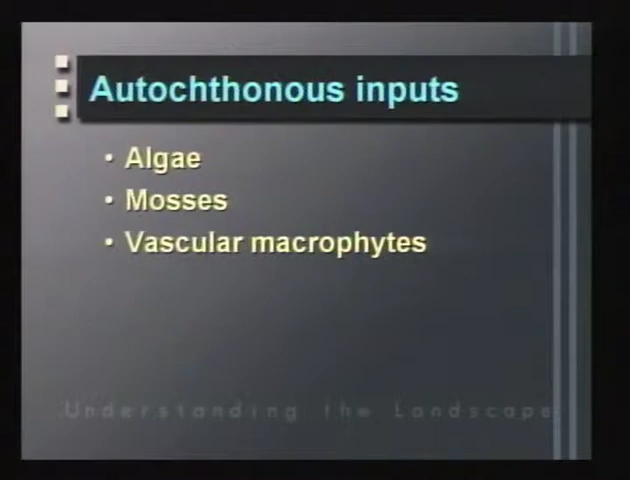 Autochthonous inputs
• Algae
• Mosses
• Vascular macrophytes
Understanding the Landscape